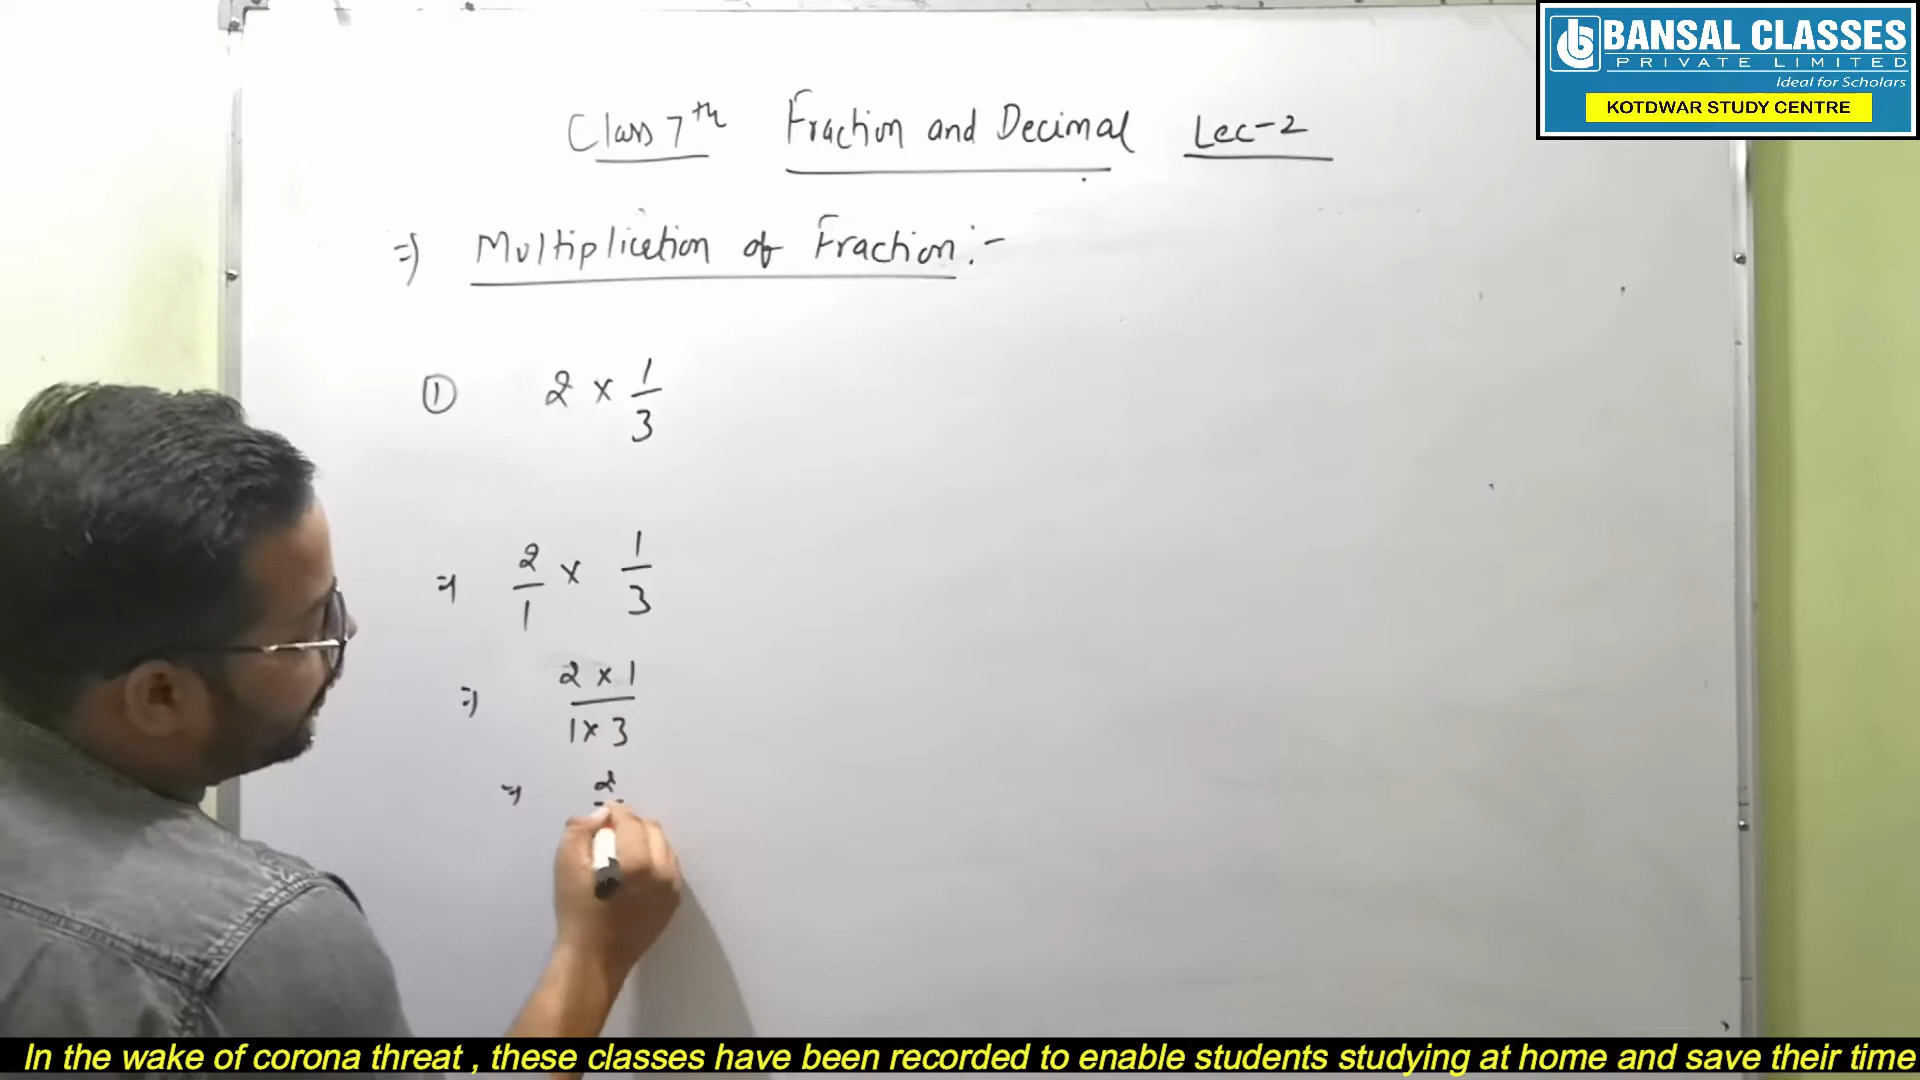 BANSAL CLASSES
PRIVATE LIMITED
Ideal for Scholars
KOTDWAR STUDY CENTRE
Class 7th Fraction and Decimal Lec-2
=> Multiplication of Fraction :-
① 2 × 1/3
=> 2/1 × 1/3
=> 2 × 1 / 1 × 3
=> 2
In the wake of corona threat , these classes have been recorded to enable students studying at home and save their time